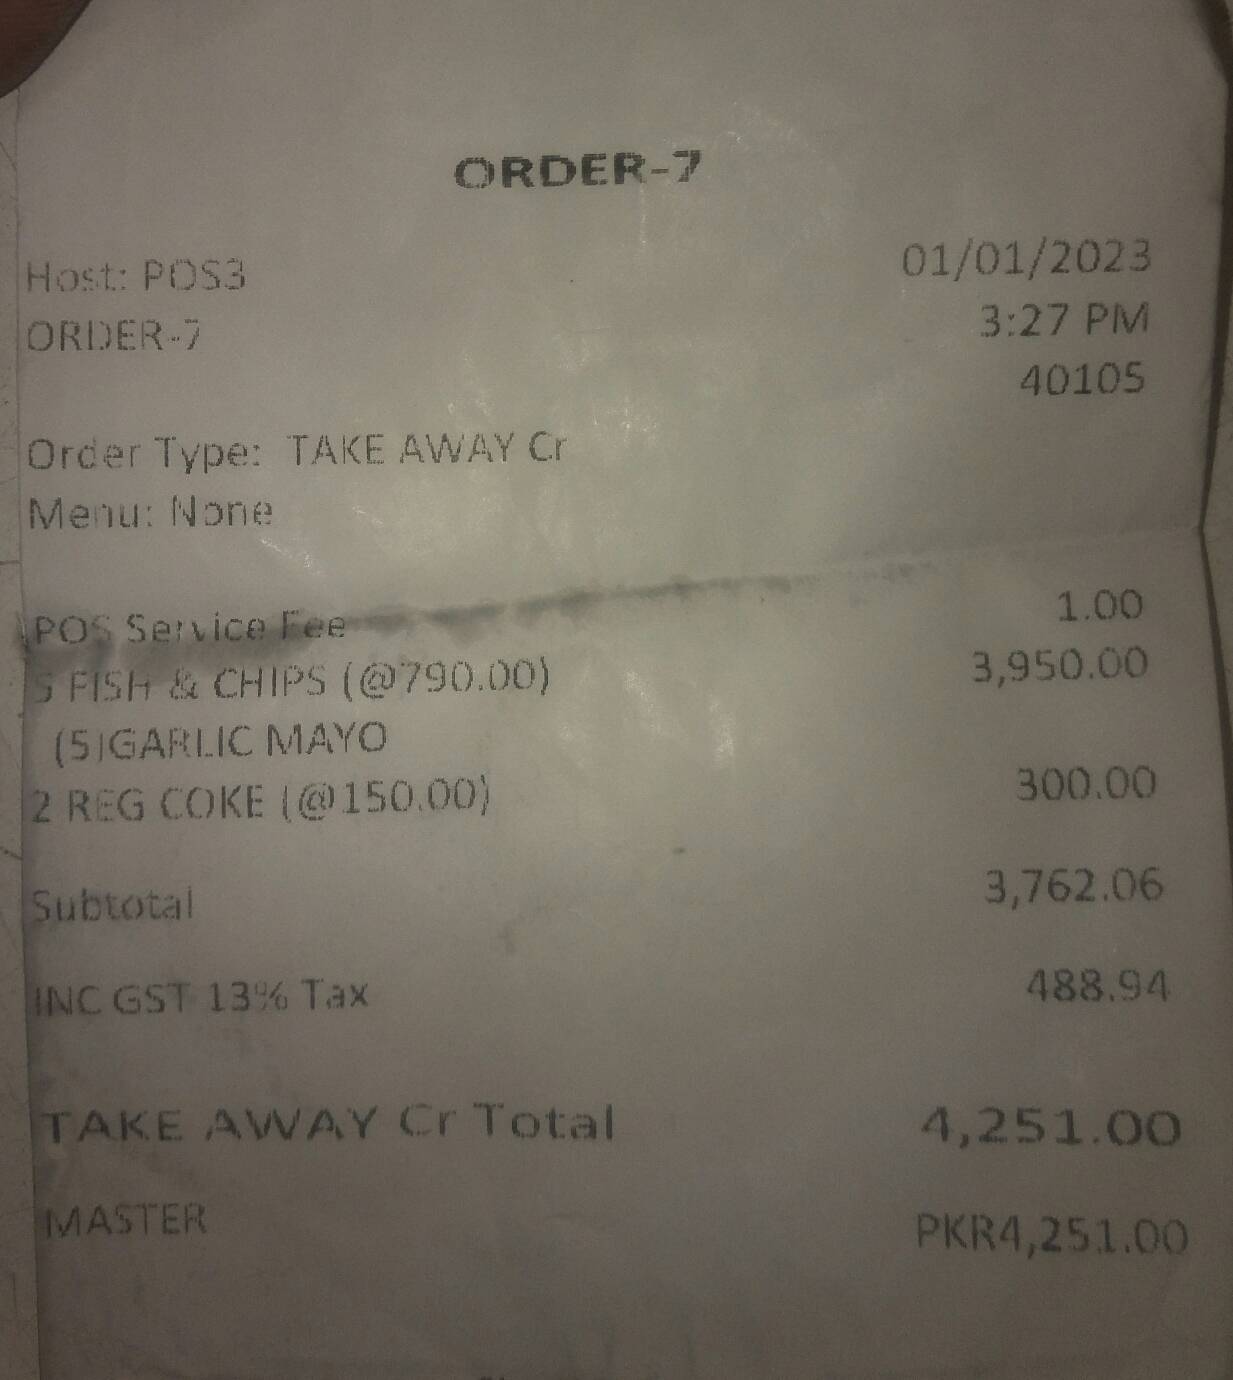 ORDER-7
Host: POS3 01/01/2023
ORDER-7 3:27 PM
40105
Order Type: TAKE AWAY Cr
Menu: None
POS Service Fee 1.00
5 FISH & CHIPS (@790.00) 3,950.00
(5)GARLIC MAYO
2 REG COKE (@150.00) 300.00
Subtotal 3,762.06
INC GST 13% Tax 488.94
TAKE AWAY Cr Total 4,251.00
MASTER PKR4,251.00